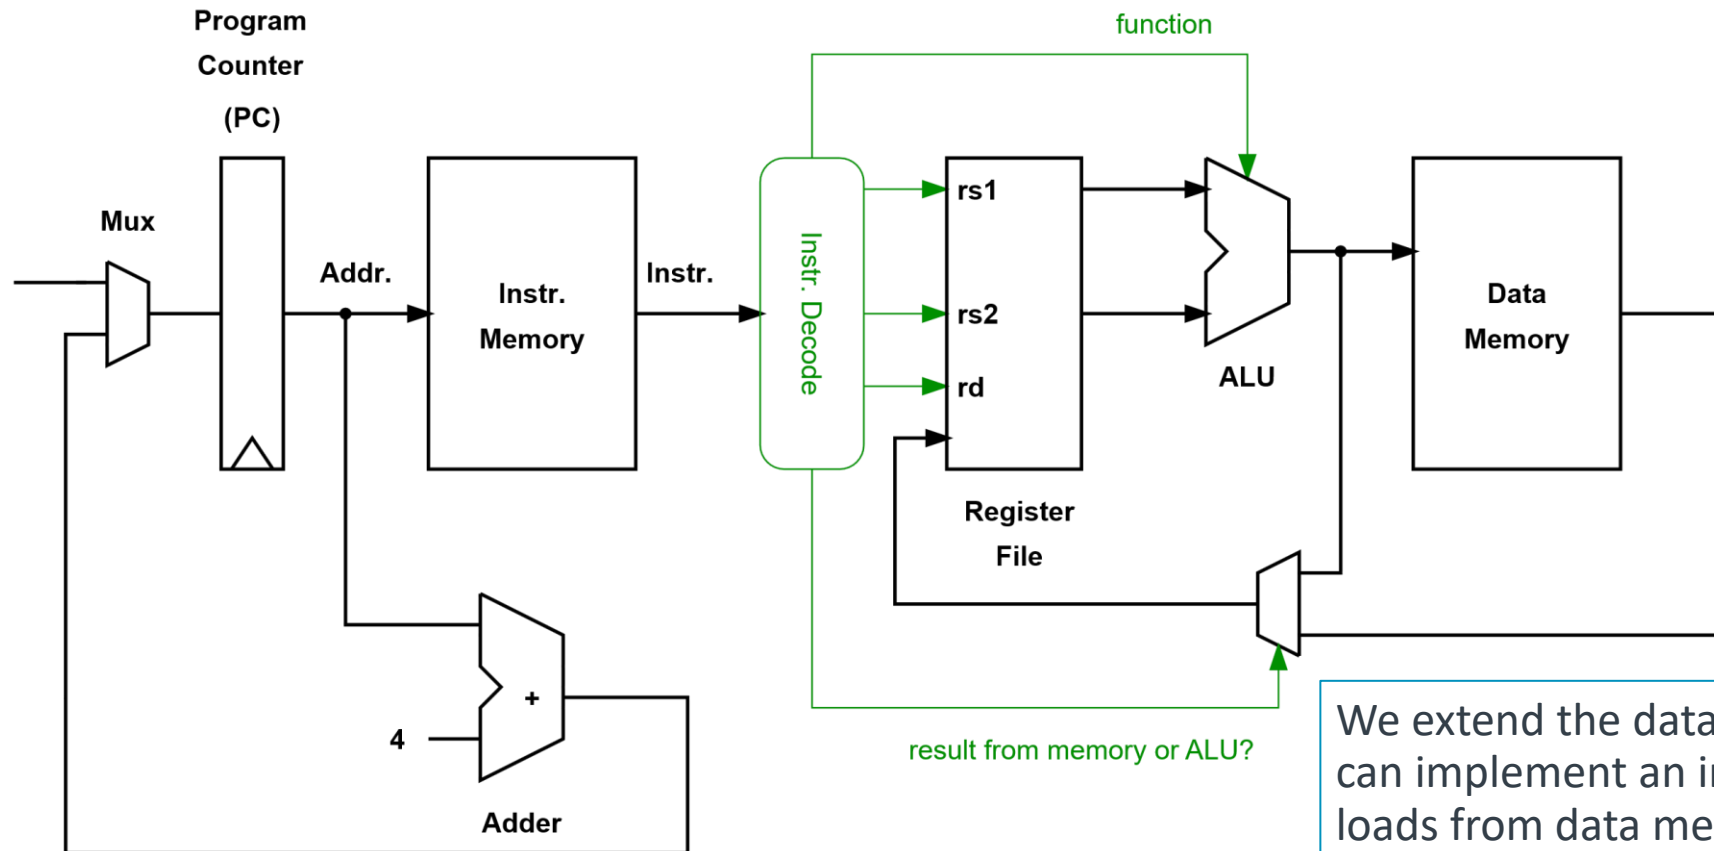 Program
Counter
(PC)
function
Mux
Addr.
Instr.
Memory
Instr.
Instr. Decode
rs1
rs2
rd
Register
File
ALU
Data
Memory
4
+
Adder
result from memory or ALU?
We extend the data
can implement an
loads from data